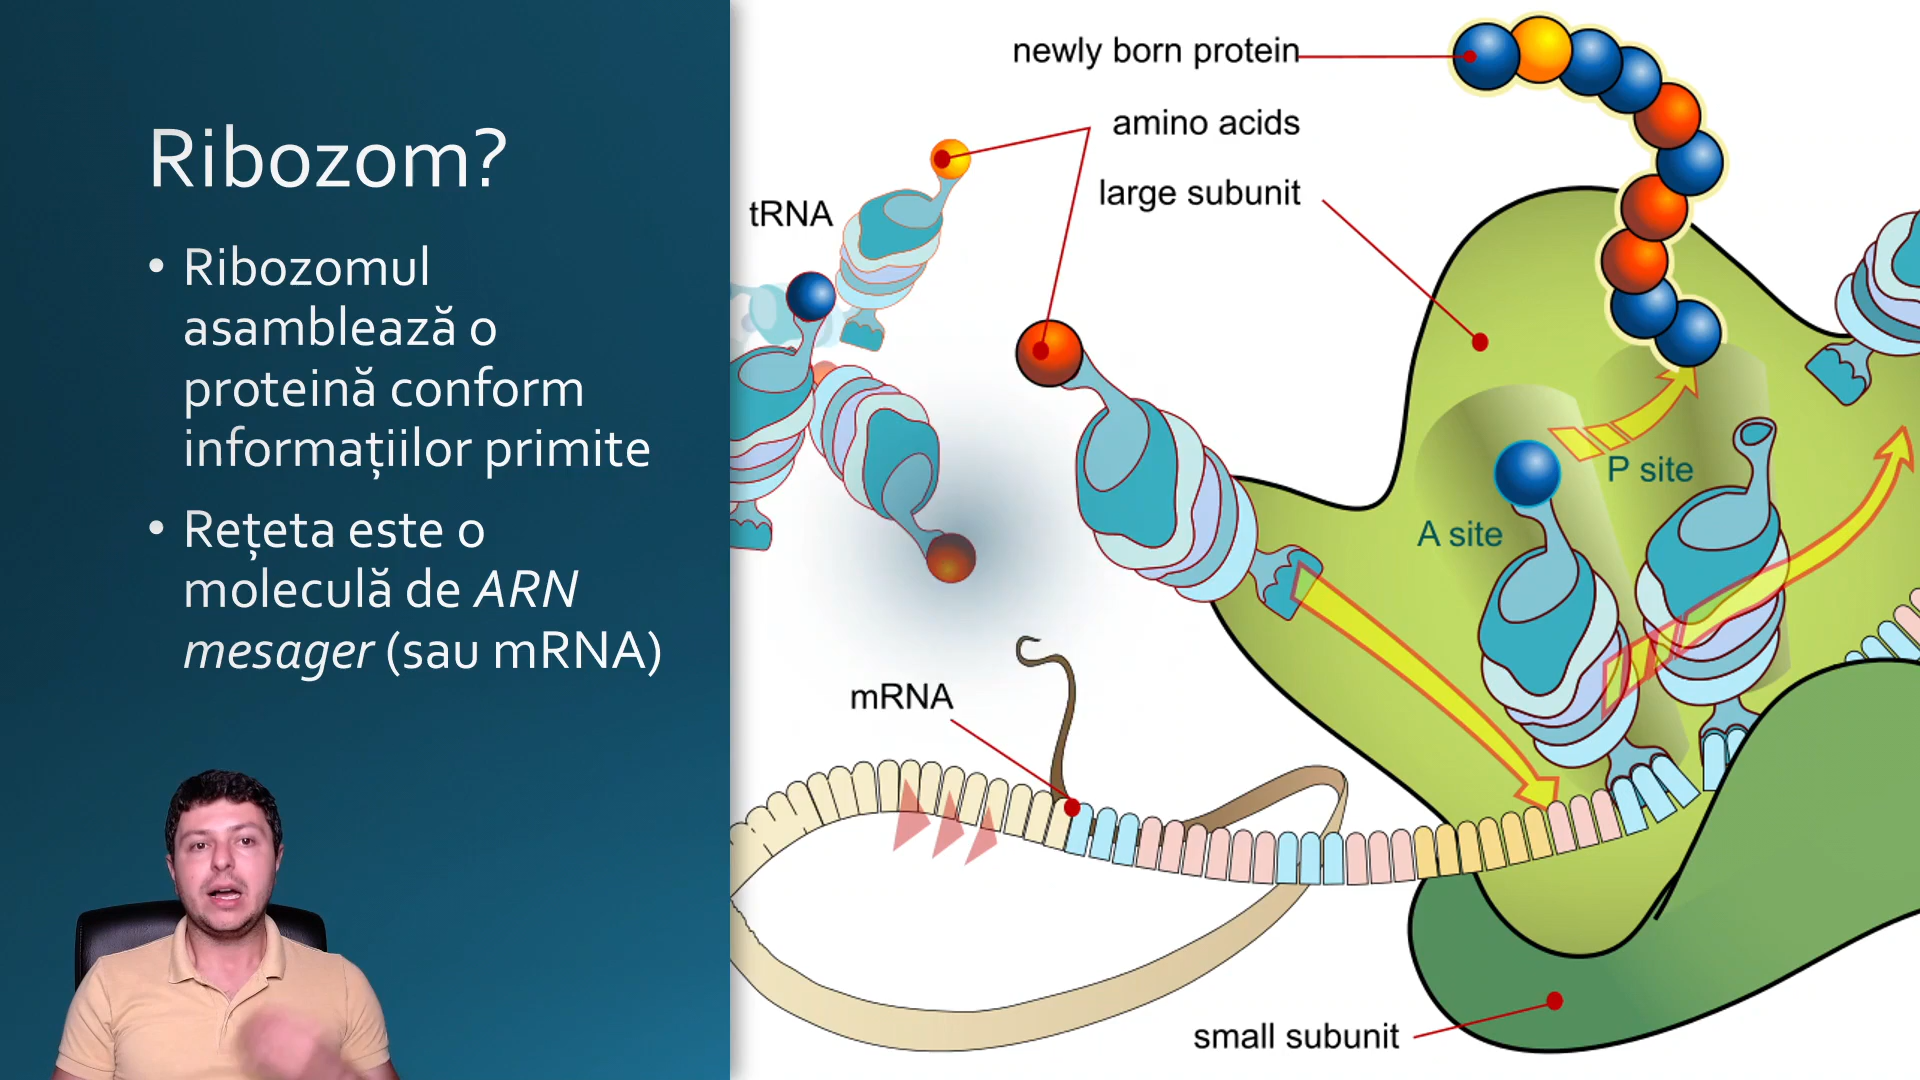 Ribozom?
• Ribozomul
asamblează o
proteină conform
informațiilor primite
• Rețeta este o
moleculă de ARN
mesager (sau mRNA)
newly born protein
amino acids
large subunit
tRNA
P site
A site
mRNA
small subunit